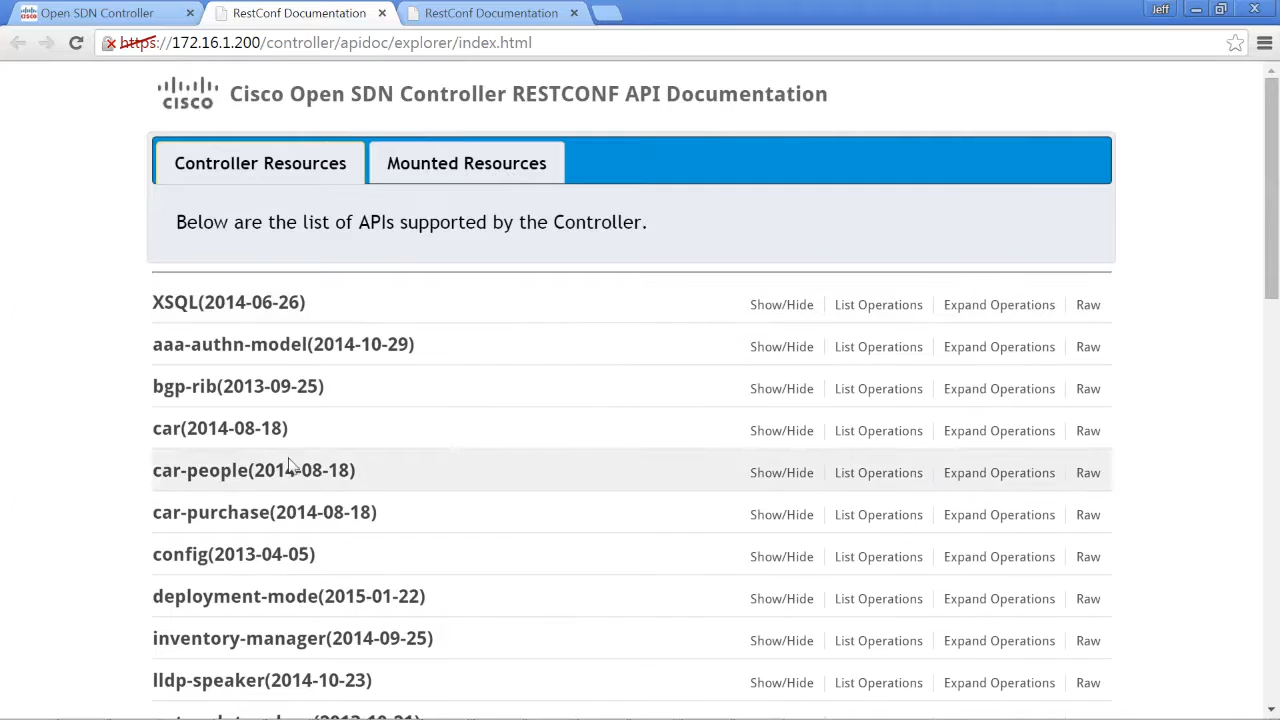 Open SDN Controller
RestConf Documentation
RestConf Documentation
Jeff
https://172.16.1.200/controller/apidoc/explorer/index.html
CISCO
Cisco Open SDN Controller RESTCONF API Documentation
Controller Resources
Mounted Resources
Below are the list of APIs supported by the Controller.
XSQL(2014-06-26) Show/Hide List Operations Expand Operations Raw
aaa-authn-model(2014-10-29) Show/Hide List Operations Expand Operations Raw
bgp-rib(2013-09-25) Show/Hide List Operations Expand Operations Raw
car(2014-08-18) Show/Hide List Operations Expand Operations Raw
car-people(2014-08-18) Show/Hide List Operations Expand Operations Raw
car-purchase(2014-08-18) Show/Hide List Operations Expand Operations Raw
config(2013-04-05) Show/Hide List Operations Expand Operations Raw
deployment-mode(2015-01-22) Show/Hide List Operations Expand Operations Raw
inventory-manager(2014-09-25) Show/Hide List Operations Expand Operations Raw
lldp-speaker(2014-10-23) Show/Hide List Operations Expand Operations Raw